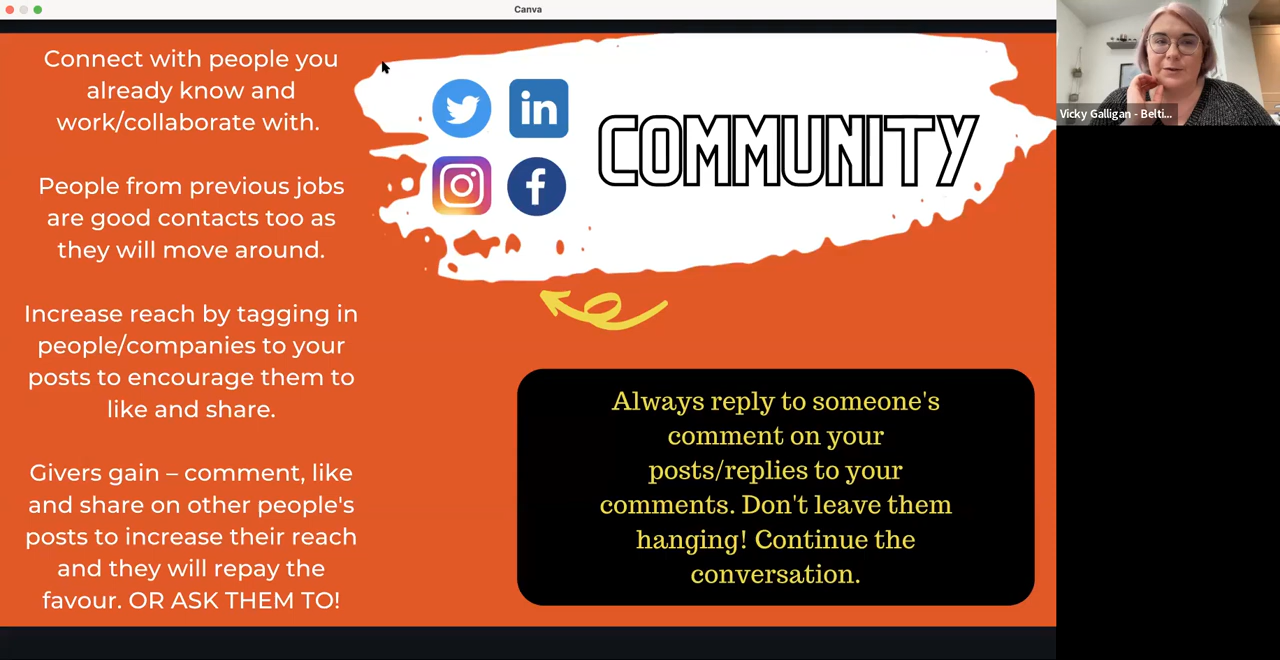 Canva
Connect with people you
already know and
work/collaborate with.
People from previous jobs
are good contacts too as
they will move around.
Increase reach by tagging in
people/companies to your
posts to encourage them to
like and share.
Givers gain – comment, like
and share on other people's
posts to increase their reach
and they will repay the
favour. OR ASK THEM TO!
in
f
COMMUNITY
Always reply to someone's
comment on your
posts/replies to your
comments. Don't leave them
hanging! Continue the
conversation.
Vicky Galligan - Belti...